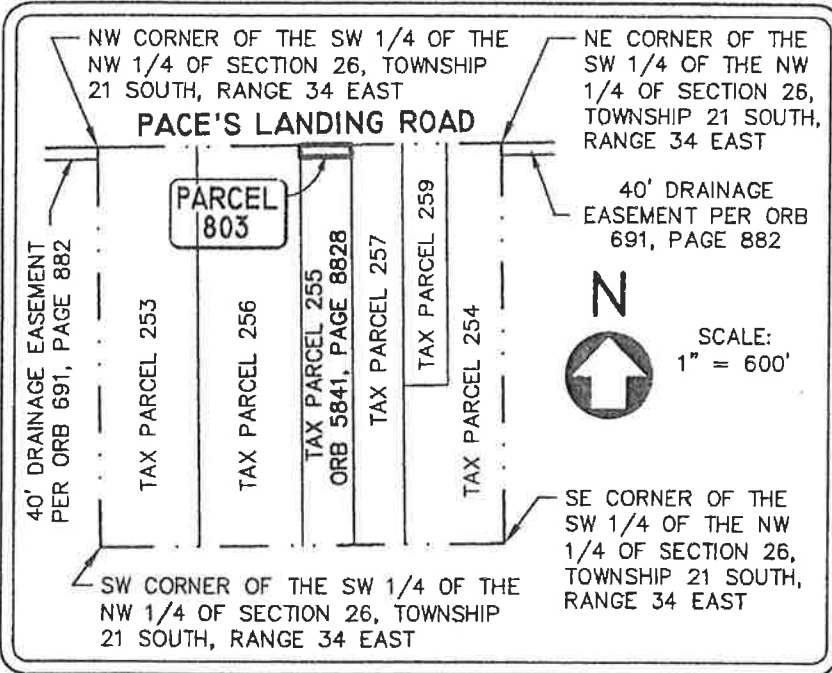 NW CORNER OF THE SW 1/4 OF THE
NW 1/4 OF SECTION 26, TOWNSHIP
21 SOUTH, RANGE 34 EAST
NE CORNER OF THE
SW 1/4 OF THE NW
1/4 OF SECTION 26,
TOWNSHIP 21 SOUTH,
RANGE 34 EAST
PACE'S LANDING ROAD
PARCEL
803
40' DRAINAGE
EASEMENT PER ORB
691, PAGE 882
40' DRAINAGE EASEMENT
PER ORB 691, PAGE 882
TAX PARCEL 253
TAX PARCEL 256
TAX PARCEL 255
ORB 5841, PAGE 8828
TAX PARCEL 257
TAX PARCEL 259
TAX PARCEL 254
N
SCALE:
1" = 600'
SW CORNER OF THE SW 1/4 OF THE
NW 1/4 OF SECTION 26, TOWNSHIP
21 SOUTH, RANGE 34 EAST
SE CORNER OF THE
SW 1/4 OF THE NW
1/4 OF SECTION 26,
TOWNSHIP 21 SOUTH,
RANGE 34 EAST